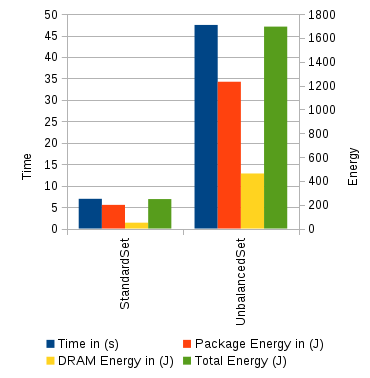 50
45
40
35
30
25
20
15
10
5
0
Time
1800
1600
1400
1200
1000
800
600
400
200
0
Energy
StandardSet
UnbalancedSet
Time in (s)
Package Energy in (J)
DRAM Energy in (J)
Total Energy (J)